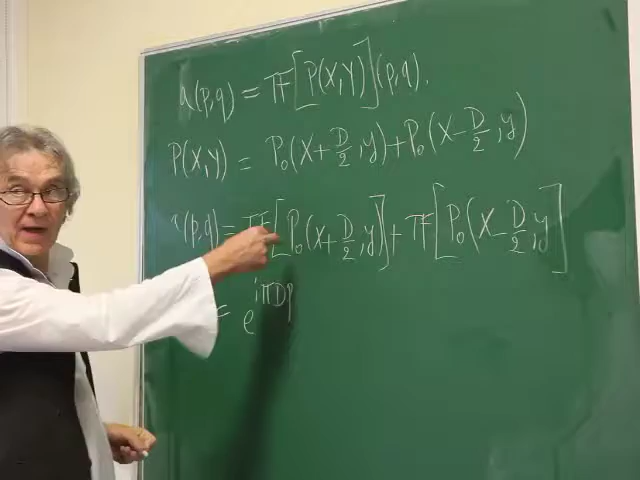 a(p,q) = TF[P(X,Y)](p,q).
P(X,Y) = P₀(X+D/2,y)+P₀(X-D/2,y)
a(p,q) = TF[P₀(X+D/2,y)]+TF[P₀(X-D/2,y]
= e^iπDp